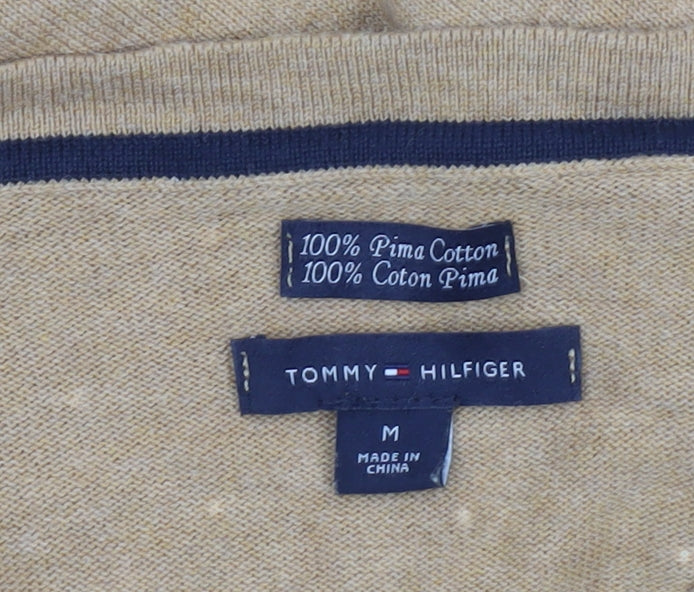 100% Pima Cotton
100% Coton Pima
TOMMY HILFIGER
M
MADE IN
CHINA